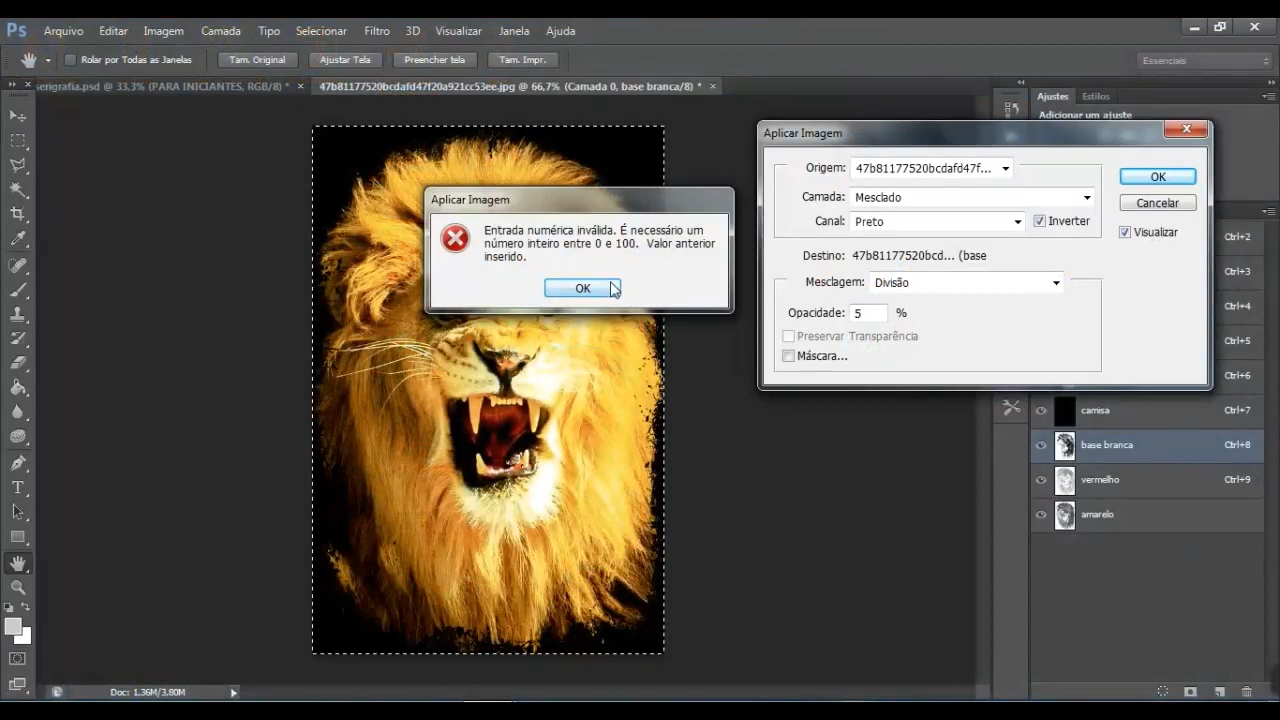 Ps Arquivo Editar Imagem Camada Tipo Selecionar Filtro 3D Visualizar Janela Ajuda
Rolar por Todas as Janelas Tam. Original Ajustar Tela Preencher tela Tam. Impr. Essenciais
serigrafia.psd @ 33,3% (PARA INICIANTES, RGB/8) * × 47b81177520bcdafd47f20a921cc53ee.jpg @ 66,7% (Camada 0, base branca/8) * ×
Ajustes Estilos
Adicionar um ajuste
Aplicar Imagem
Entrada numérica inválida. É necessário um
número inteiro entre 0 e 100. Valor anterior
inserido.
OK
Aplicar Imagem
Origem: 47b81177520bcdafd47f...
OK
Camada: Mesclado
Cancelar
Canal: Preto Inverter
Visualizar
Destino: 47b81177520bcd... (base
Mesclagem: Divisão
Opacidade: 5 %
Preservar Transparência
Máscara...
Ctrl+2
Ctrl+3
Ctrl+4
Ctrl+5
Ctrl+6
camisa Ctrl+7
base branca Ctrl+8
vermelho Ctrl+9
amarelo
T
Doc: 1.36M/3,80M